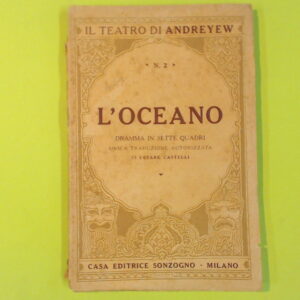 IL TEATRO DI ANDREYEW
* N. 2 *
L'OCEANO
DRAMMA IN SETTE QUADRI
UNICA TRADUZIONE AUTORIZZATA
DI CESARE CASTELLI
CASA EDITRICE SONZOGNO - MILANO